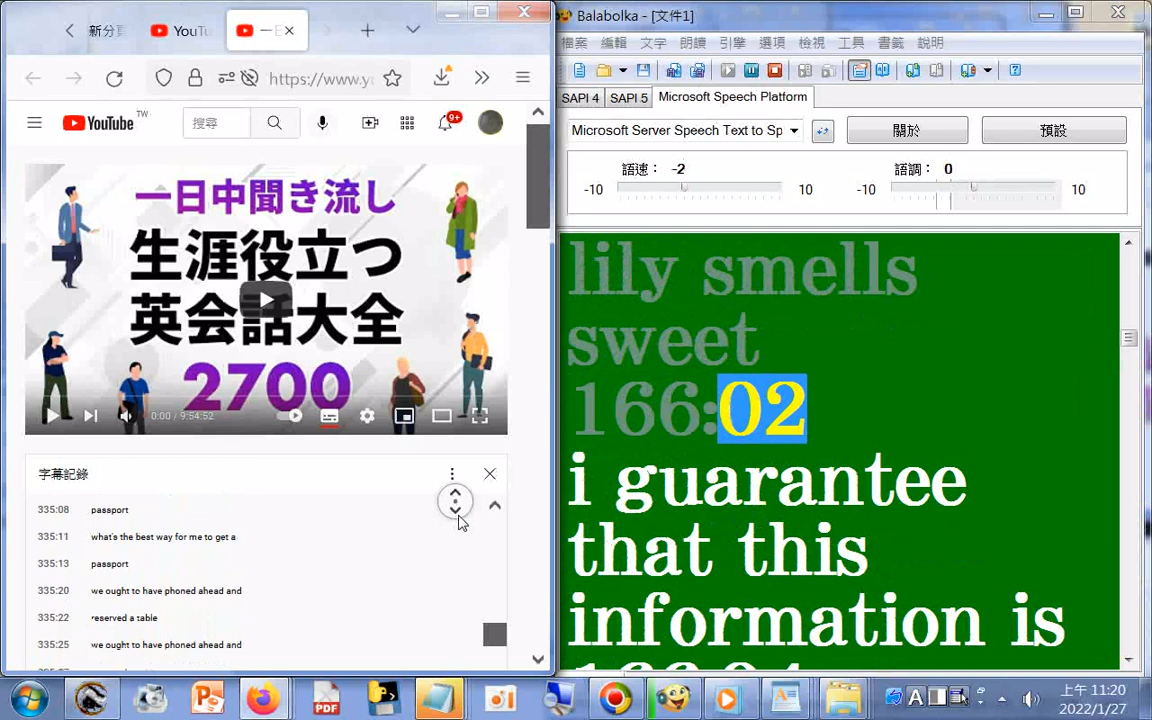 新分頁
YouTu
一日
https://www.yo
YouTube TW
搜尋
9+
一日中聞き流し
生涯役立つ
英会話大全
2700
0:00 / 9:54:52
字幕記錄
335:08 passport
335:11 what's the best way for me to get a
335:13 passport
335:20 we ought to have phoned ahead and
335:22 reserved a table
335:25 we ought to have phoned ahead and
Balabolka - [文件1]
檔案 編輯 文字 朗讀 引擎 選項 檢視 工具 書籤 說明
SAPI 4 SAPI 5 Microsoft Speech Platform
Microsoft Server Speech Text to Sp
關於 預設
語速： -2 語調： 0
-10 10 -10 10
lily smells
sweet
166:02
i guarantee
that this
information is
166:04
PDF
A
上午 11:20
2022/1/27